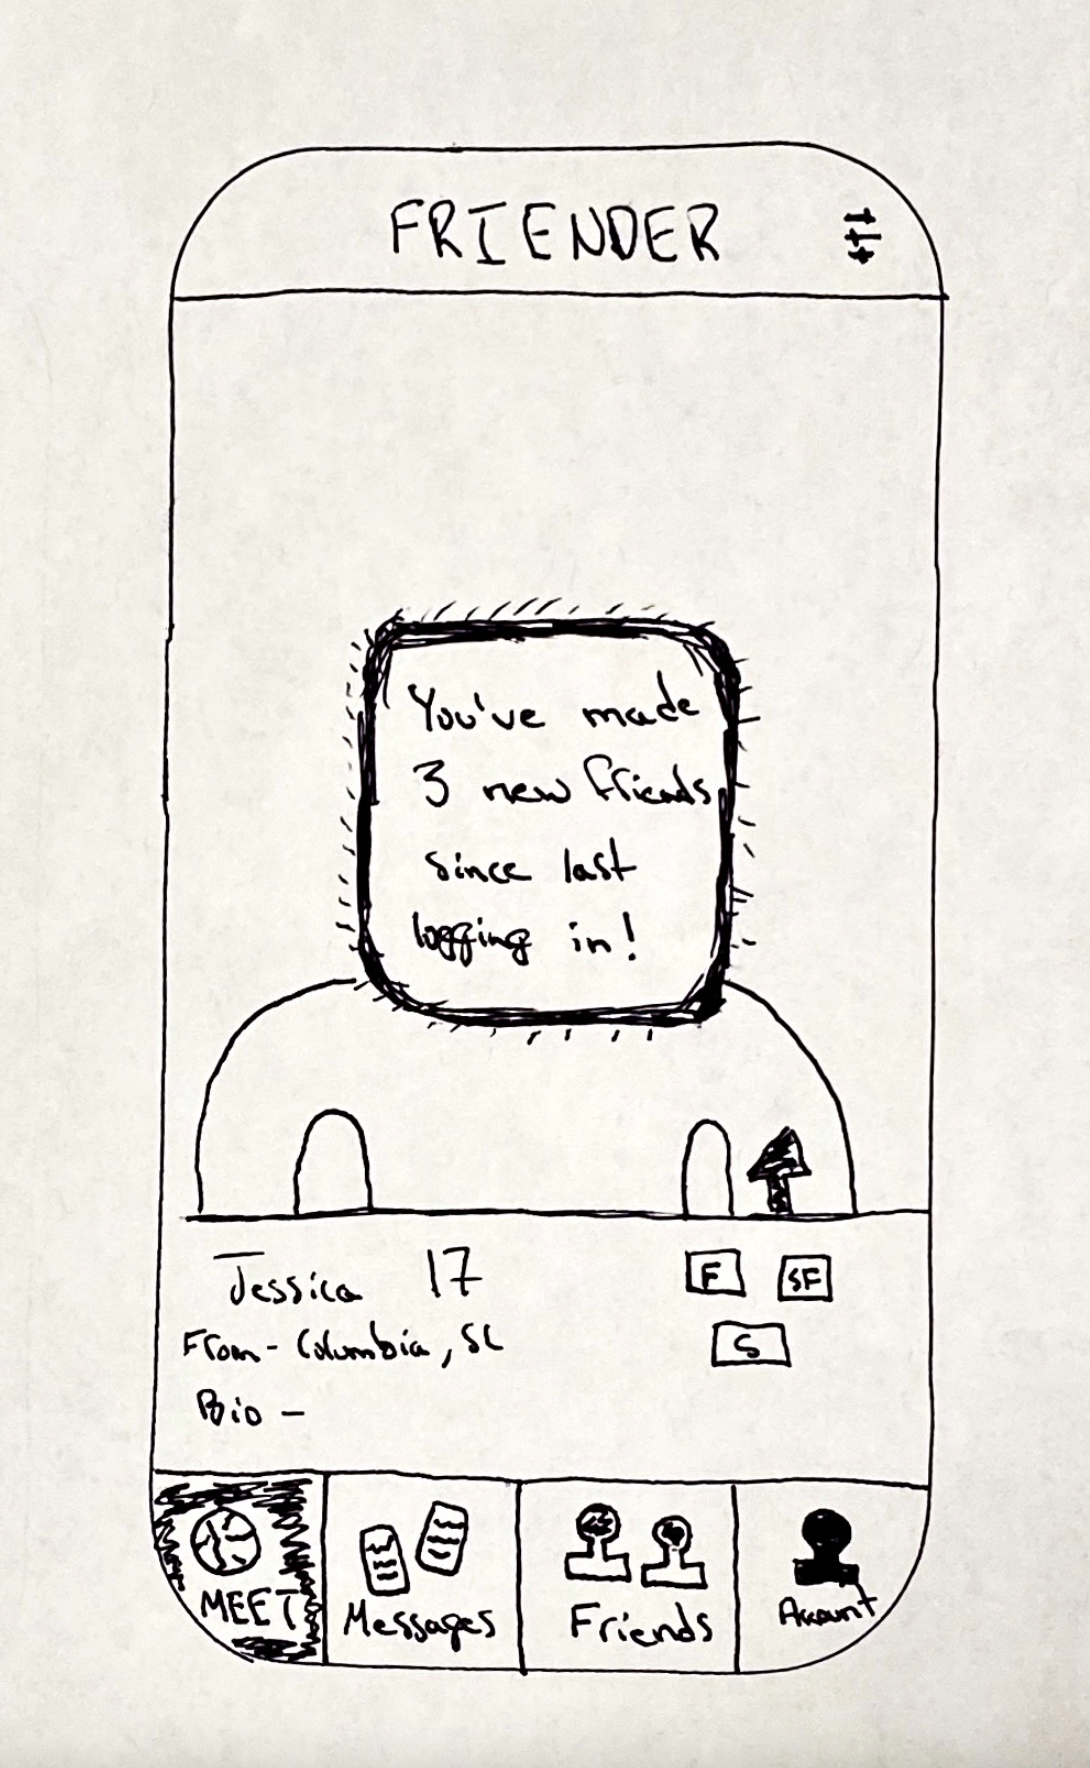 FRIENDER
You've made
3 new friends
since last
logging in!
Jessica 17
F SF
From - Columbia, SC
S
Bio -
MEET
Messages
Friends
Account